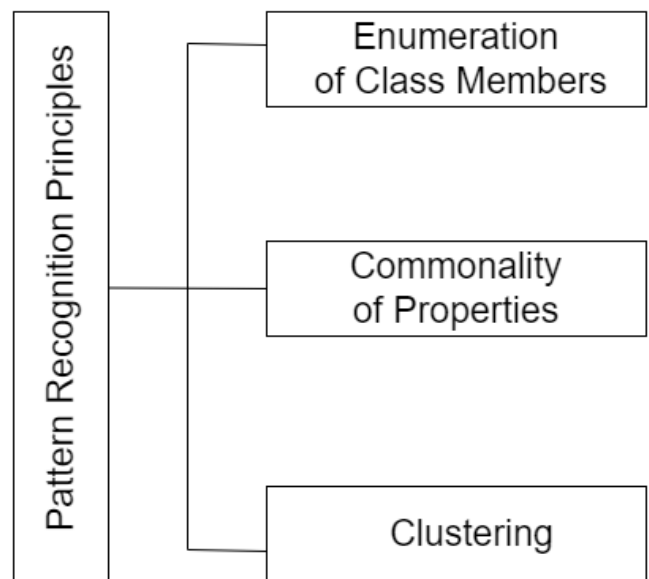 Pattern Recognition Principles
Enumeration
of Class Members
Commonality
of Properties
Clustering